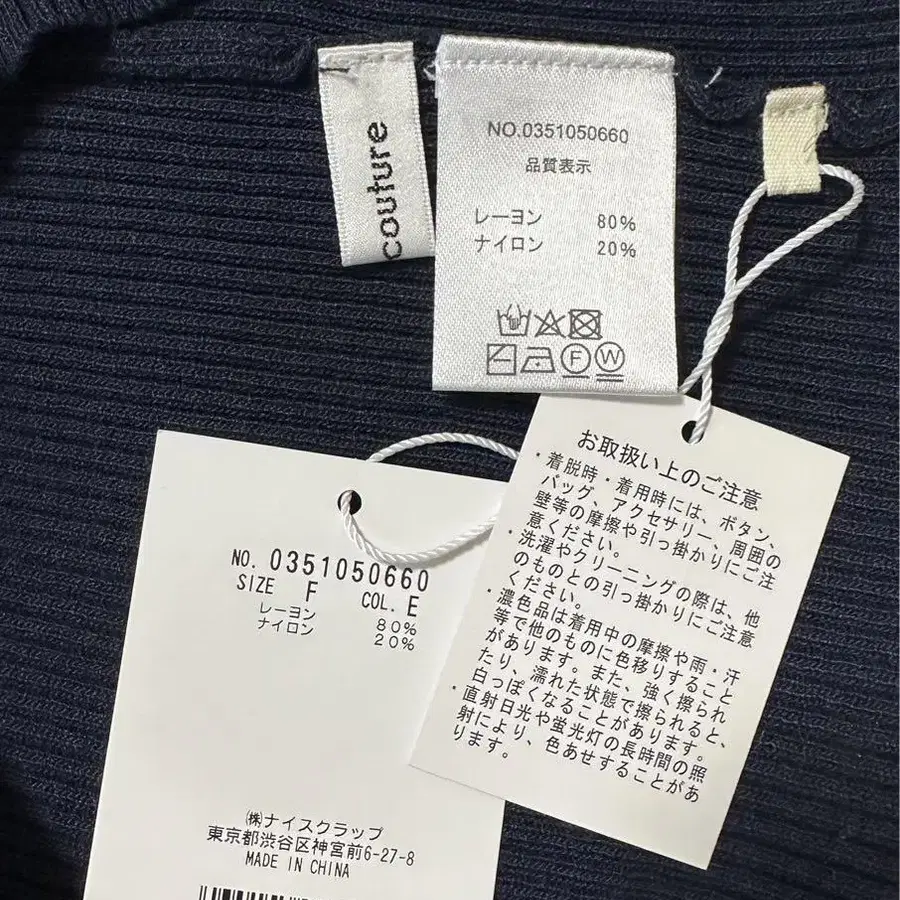 couture
NO.0351050660
品質表示
レーヨン 80%
ナイロン 20%
F
W
お取扱い上のご注意
・着脱時・着用時には、ボタン、
バッグ、アクセサリー、周囲の
壁等の摩擦や引っ掛かりにご注
意ください。
・洗濯やクリーニングの際は、他
のものとの引っ掛かりにご注意
ください。
・濃色品は着用中の摩擦や雨・汗
等で他のものに色移りすること
があります。また、強く擦られ
たり、濡れた状態で擦られると、
白っぽくなることがあります。
・直射日光や蛍光灯の長時間の照
射により、色あせすることがあ
ります。
NO. 0351050660
SIZE F COL. E
レーヨン 80%
ナイロン 20%
㈱ナイスクラップ
東京都渋谷区神宮前6-27-8
MADE IN CHINA